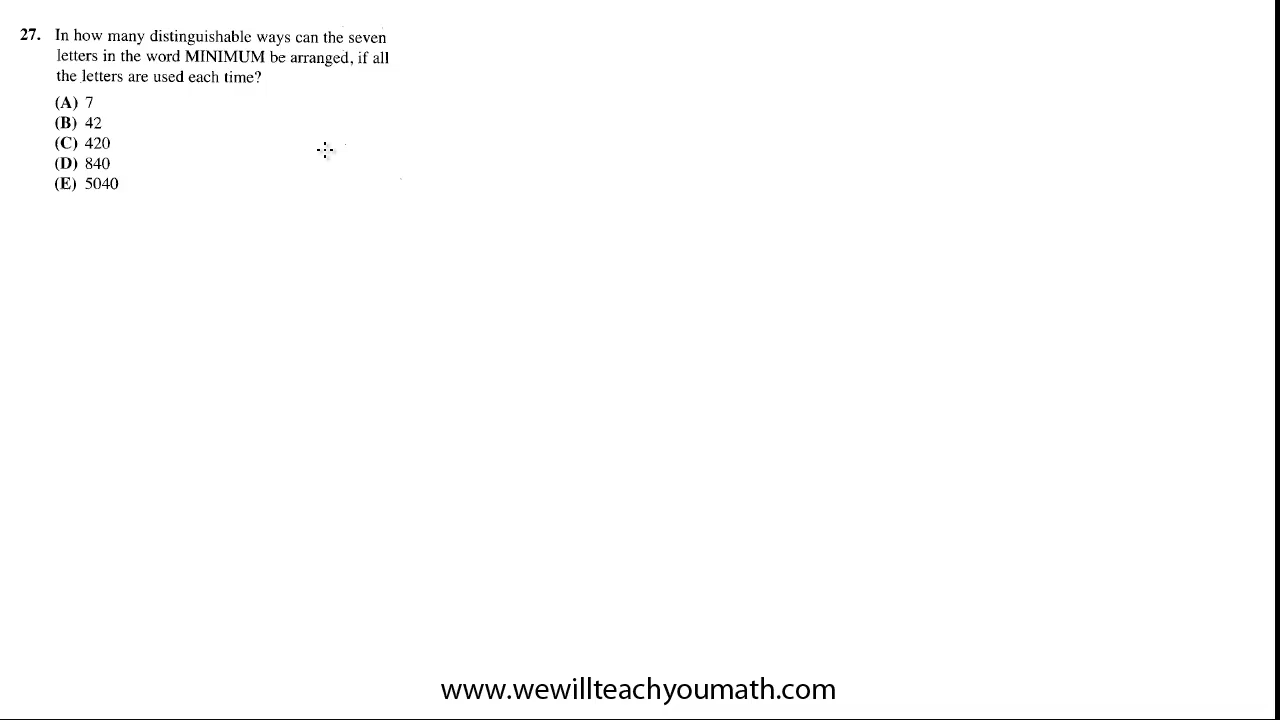 27. In how many distinguishable ways can the seven
letters in the word MINIMUM be arranged, if all
the letters are used each time?
(A) 7
(B) 42
(C) 420
(D) 840
(E) 5040
www.wewillteachyoumath.com